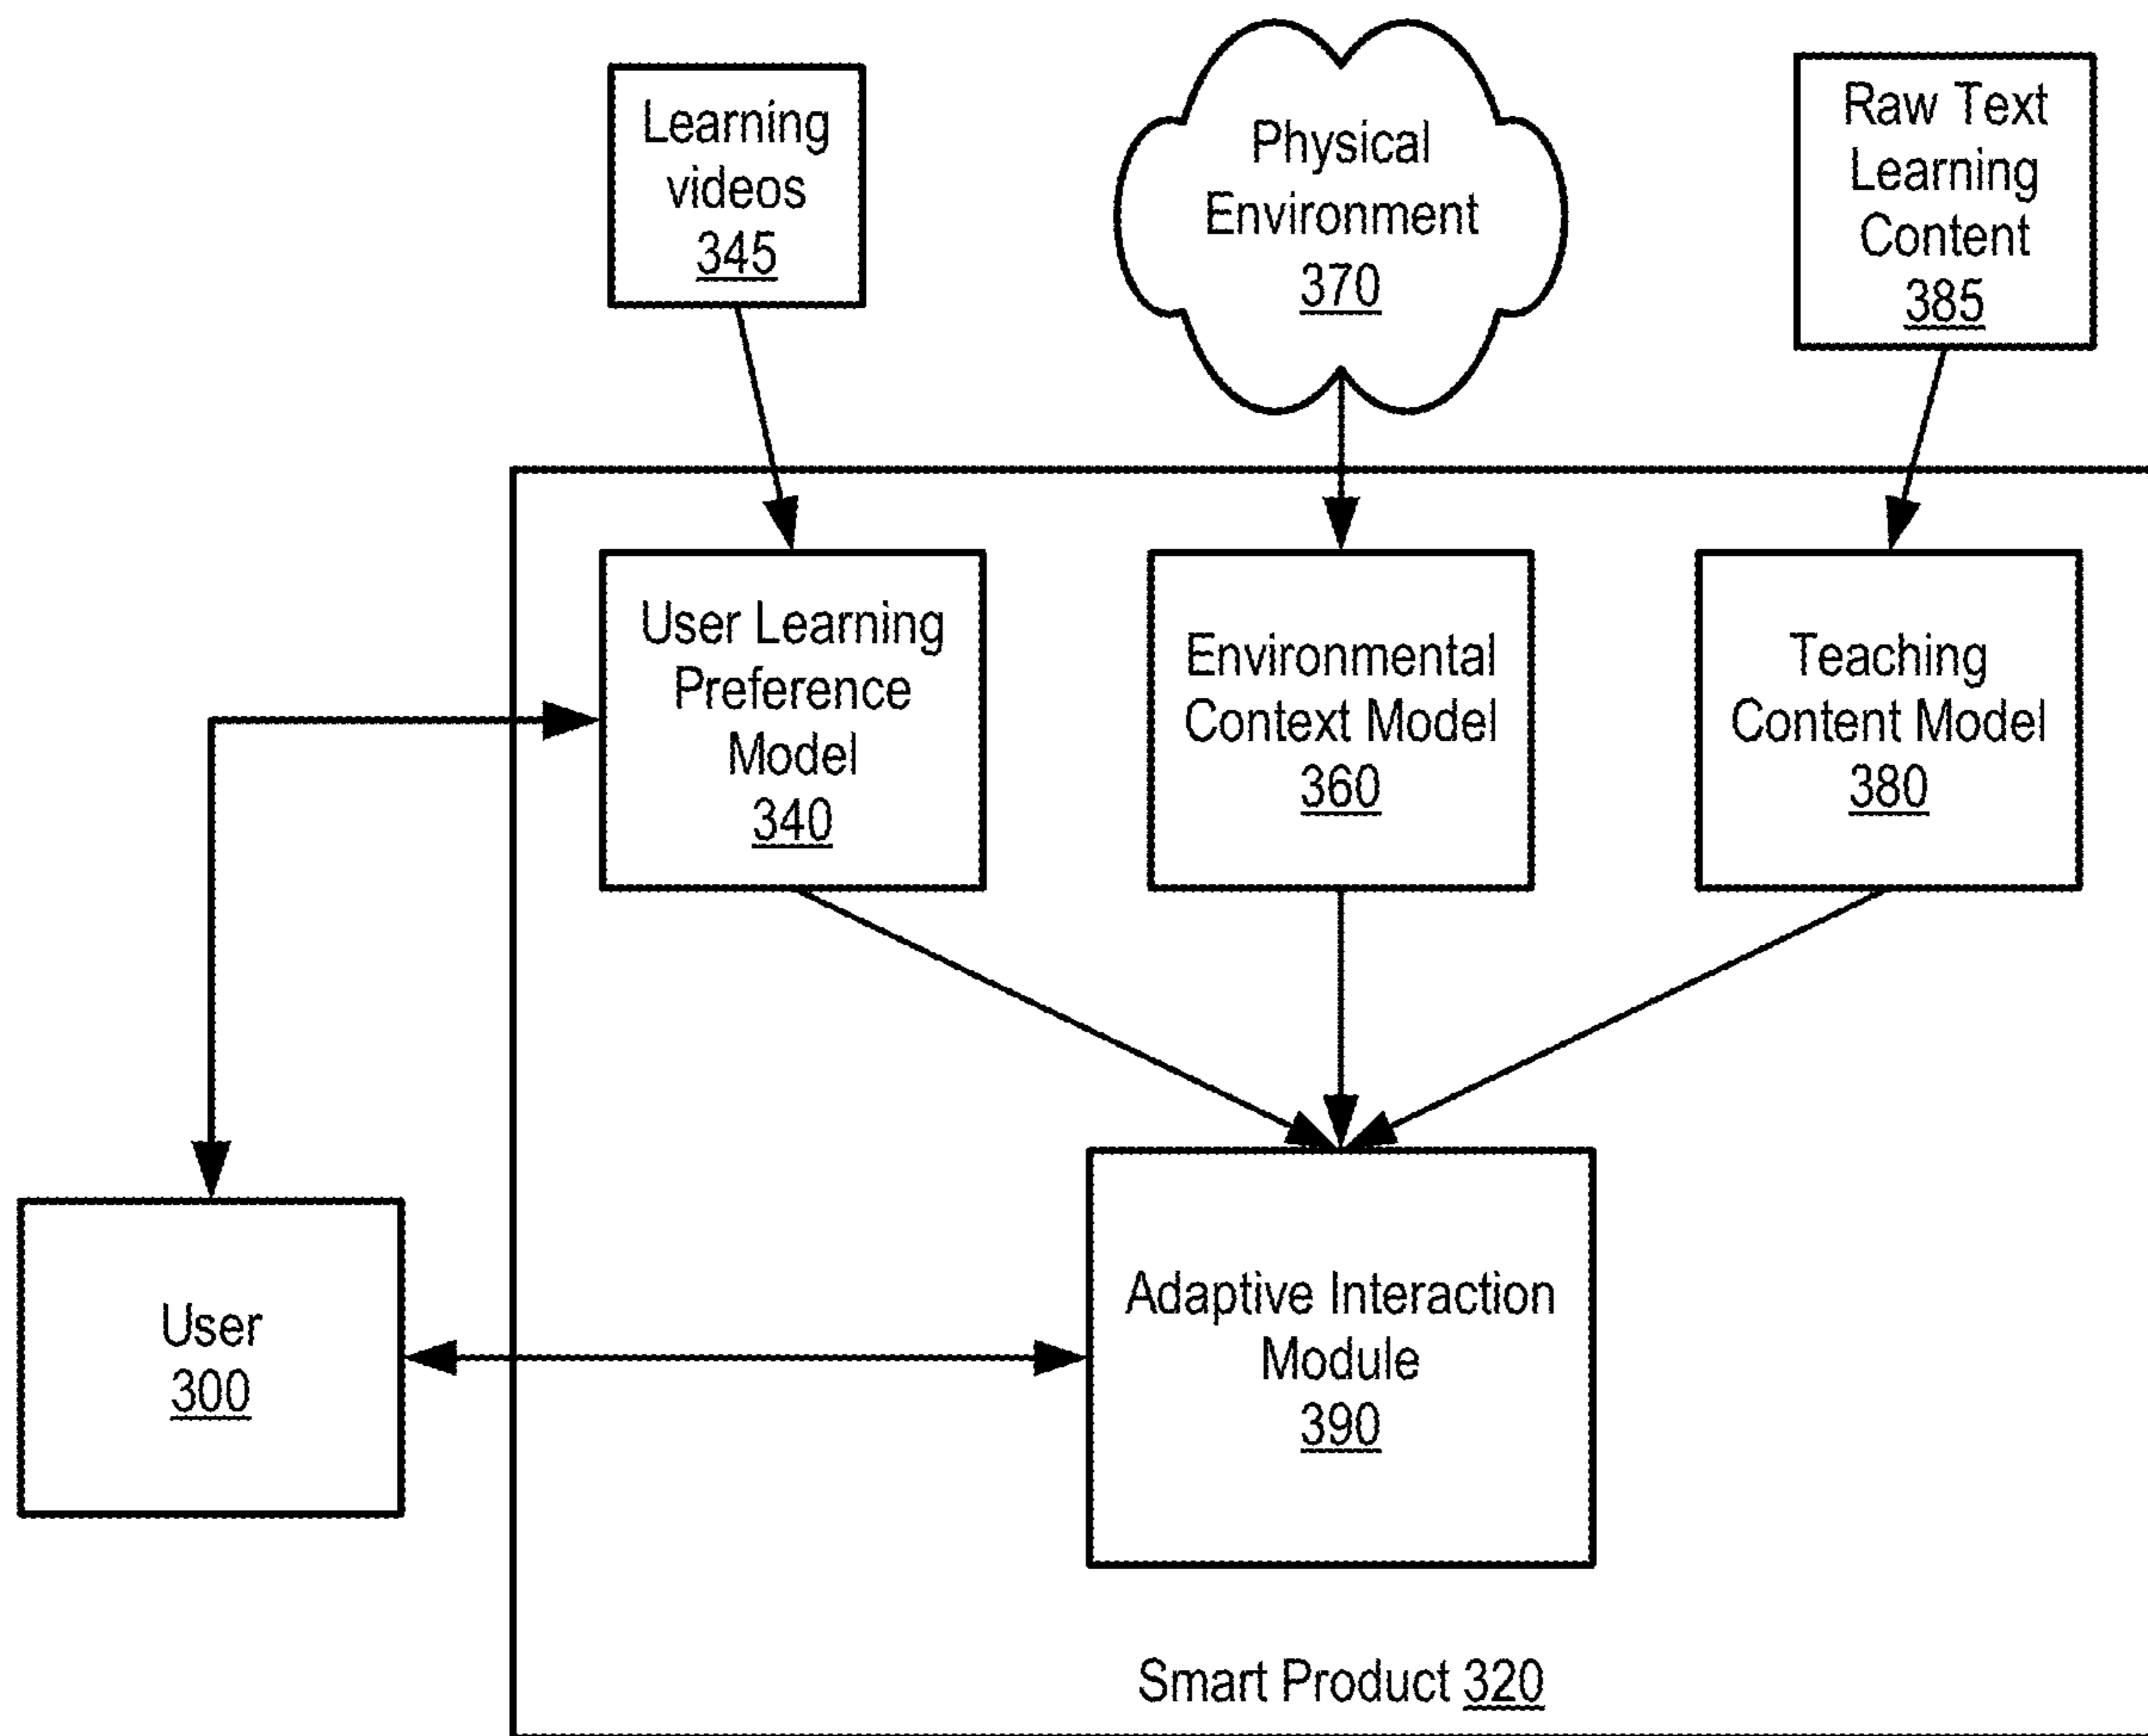 Learning
videos
345
Physical
Environment
370
Raw Text
Learning
Content
385
User Learning
Preference
Model
340
Environmental
Context Model
360
Teaching
Content Model
380
User
300
Adaptive Interaction
Module
390
Smart Product 320